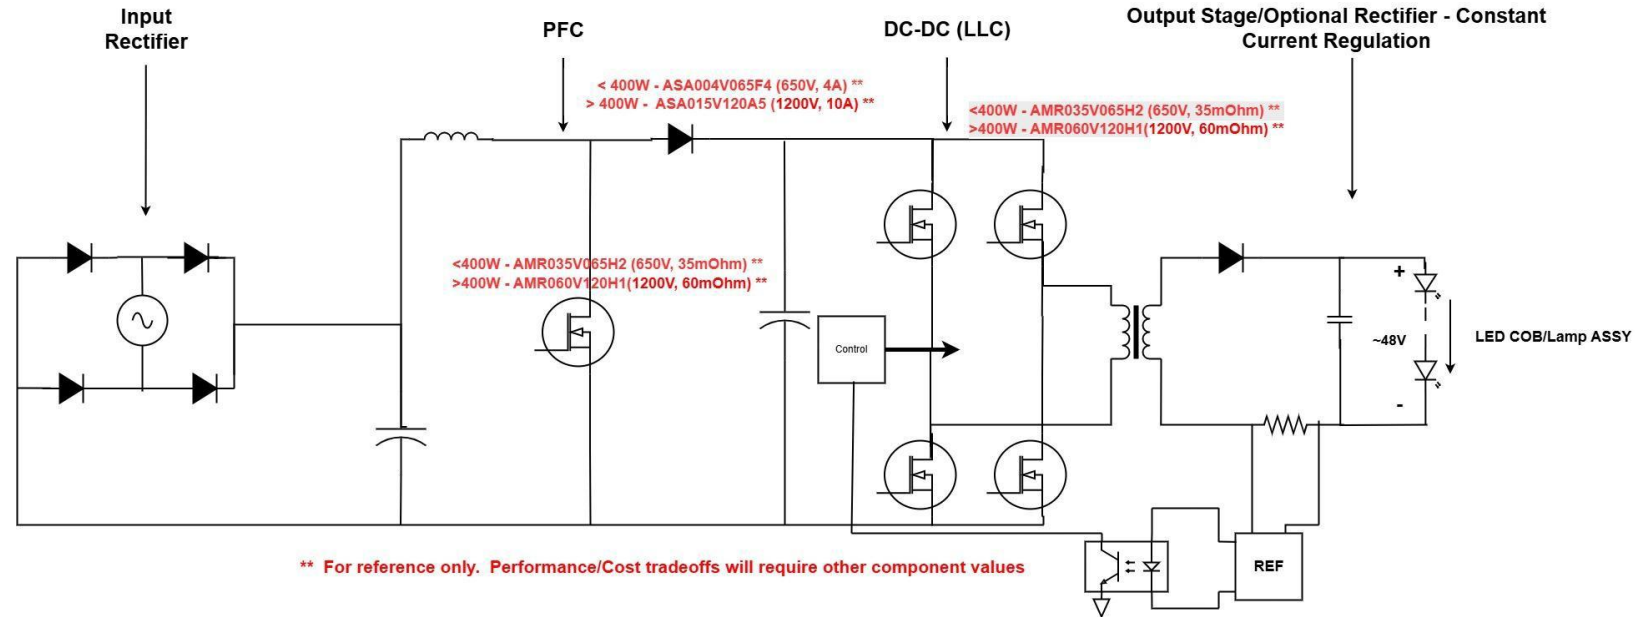 Input
Rectifier
PFC
DC-DC (LLC)
Output Stage/Optional Rectifier - Constant
Current Regulation
< 400W - ASA004V065F4 (650V, 4A) **
> 400W - ASA015V120A5 (1200V, 10A) **
<400W - AMR035V065H2 (650V, 35mOhm) **
>400W - AMR060V120H1(1200V, 60mOhm) **
<400W - AMR035V065H2 (650V, 35mOhm) **
>400W - AMR060V120H1(1200V, 60mOhm) **
Control
+
~48V
-
LED COB/Lamp ASSY
REF
** For reference only. Performance/Cost tradeoffs will require other component values